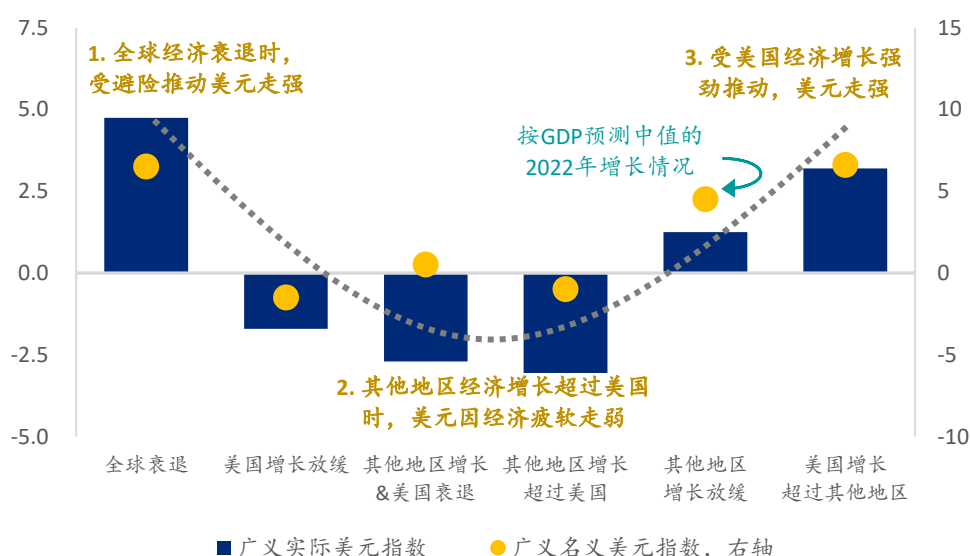 7.5
5.0
2.5
0.0
-2.5
-5.0
15
10
5
0
-5
-10
1. 全球经济衰退时，
受避险推动美元走强
3. 受美国经济增长强
劲推动，美元走强
按GDP预测中值的
2022年增长情况
2. 其他地区经济增长超过美国
时，美元因经济疲软走弱
全球衰退
美国增长放缓
其他地区增长
&美国衰退
其他地区增长
超过美国
其他地区
增长放缓
美国增长
超过其他地区
广义实际美元指数
广义名义美元指数，右轴